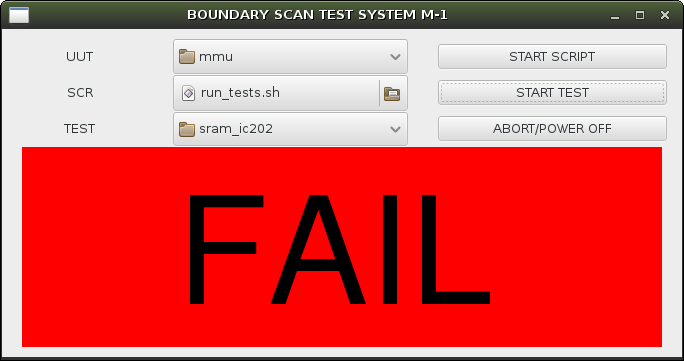 BOUNDARY SCAN TEST SYSTEM M-1
UUT mmu START SCRIPT
SCR run_tests.sh START TEST
TEST sram_ic202 ABORT/POWER OFF
FAIL